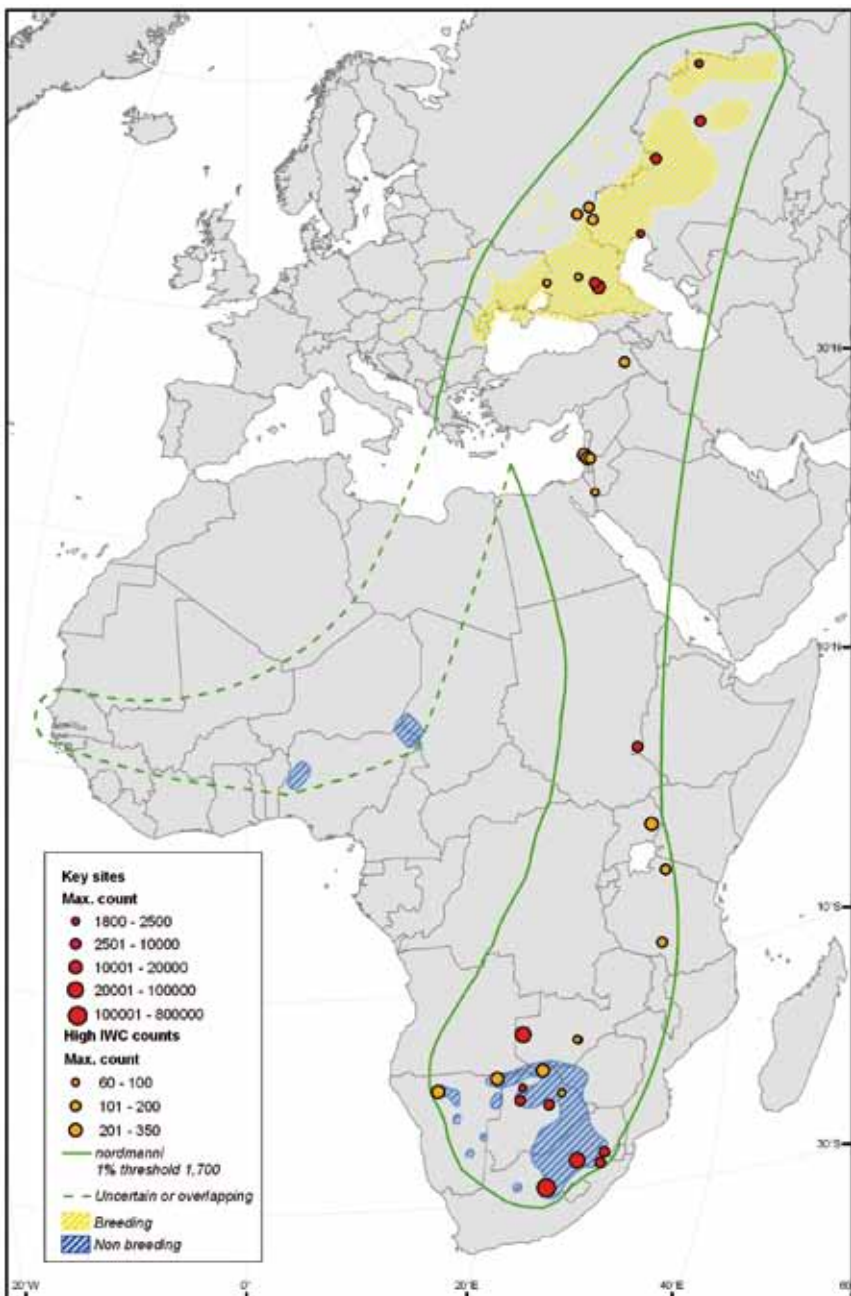 30°N
10°N
10°S
30°S
Key sites
Max. count
1800 - 2500
2501 - 10000
10001 - 20000
20001 - 100000
100001 - 800000
High IWC counts
Max. count
60 - 100
101 - 200
201 - 350
nordmanni
1% threshold 1,700
Uncertain or overlapping
Breeding
Non breeding
20°W
0°
20°E
40°E
60